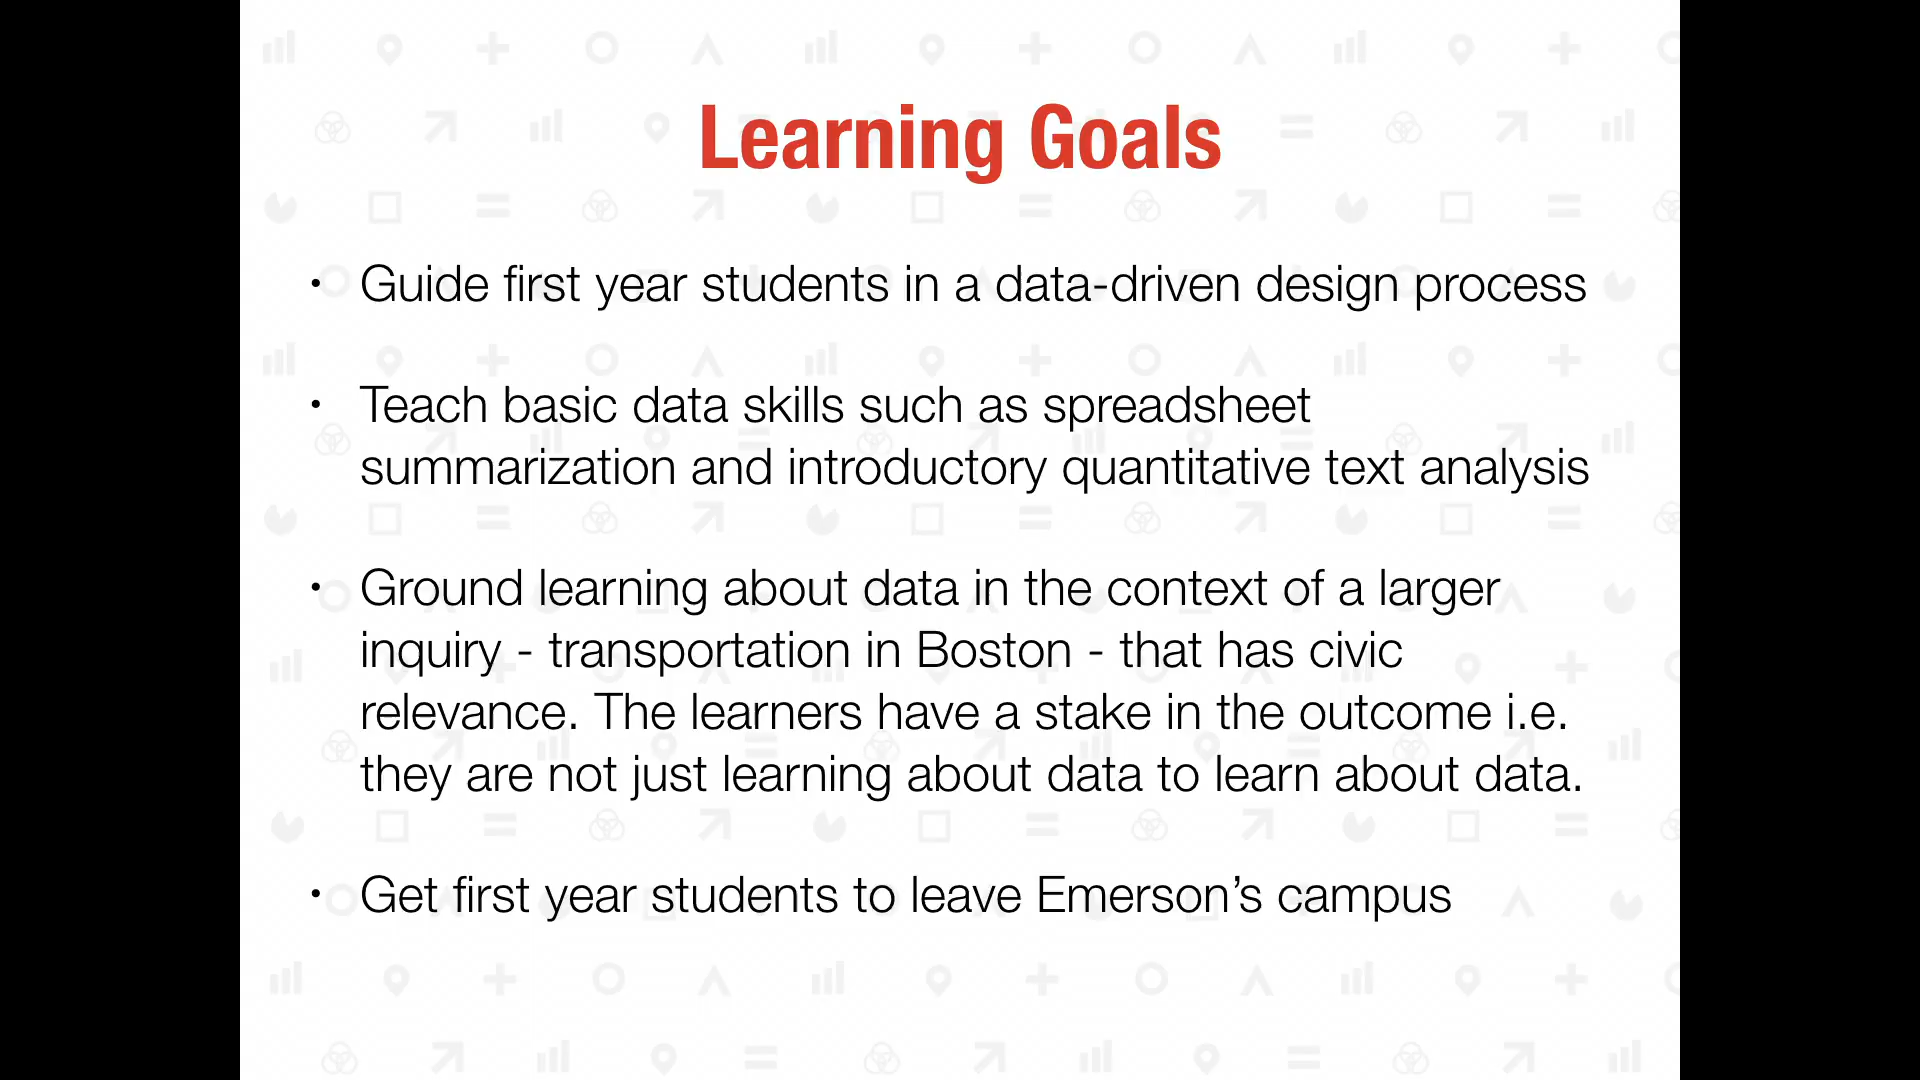 Learning Goals
• Guide first year students in a data-driven design process
• Teach basic data skills such as spreadsheet
summarization and introductory quantitative text analysis
• Ground learning about data in the context of a larger
inquiry - transportation in Boston - that has civic
relevance. The learners have a stake in the outcome i.e.
they are not just learning about data to learn about data.
• Get first year students to leave Emerson’s campus